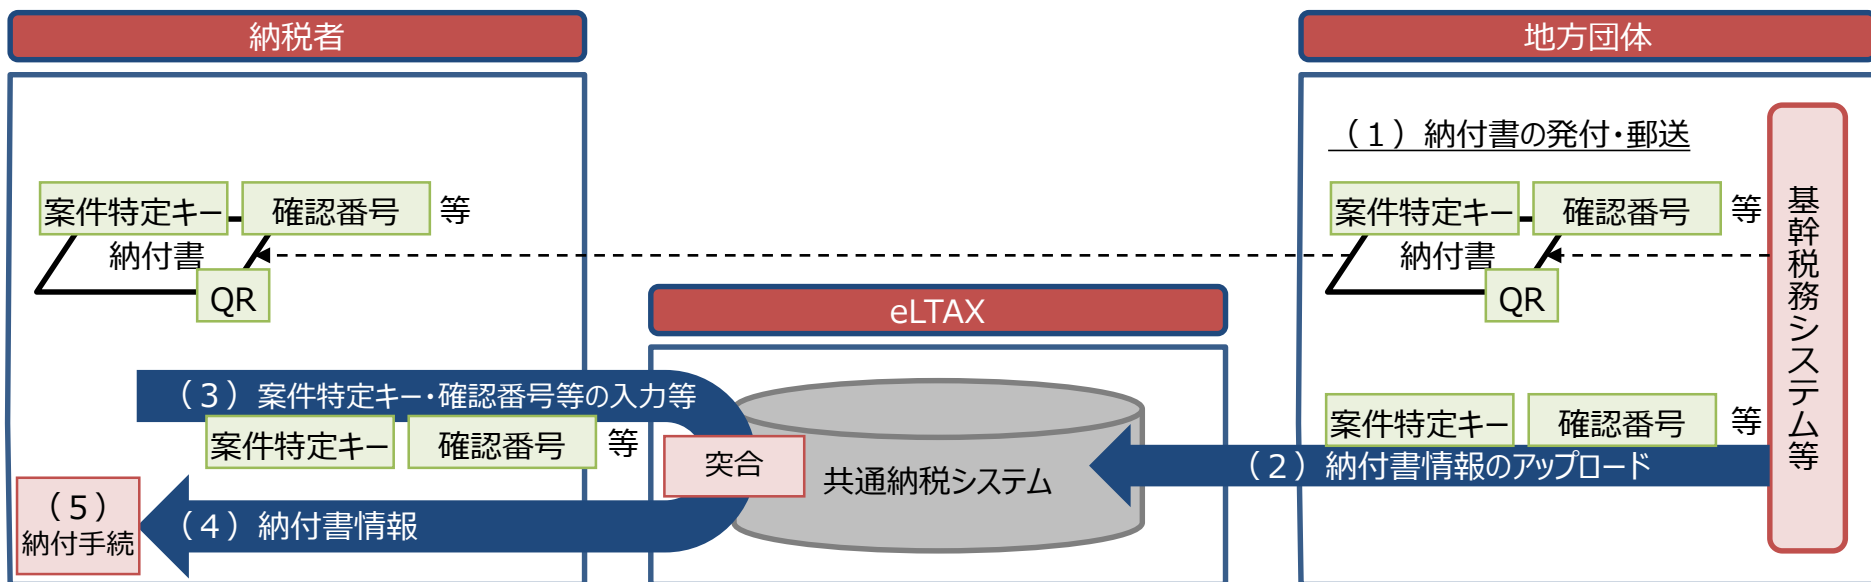 納税者
地方団体
（１）納付書の発付・郵送
案件特定キー
確認番号
等
納付書
QR
案件特定キー
確認番号
等
納付書
QR
基幹税務システム等
eLTAX
（３）案件特定キー・確認番号等の入力等
案件特定キー
確認番号
等
突合
共通納税システム
案件特定キー
確認番号
等
（２）納付書情報のアップロード
（４）納付書情報
（５）
納付手続